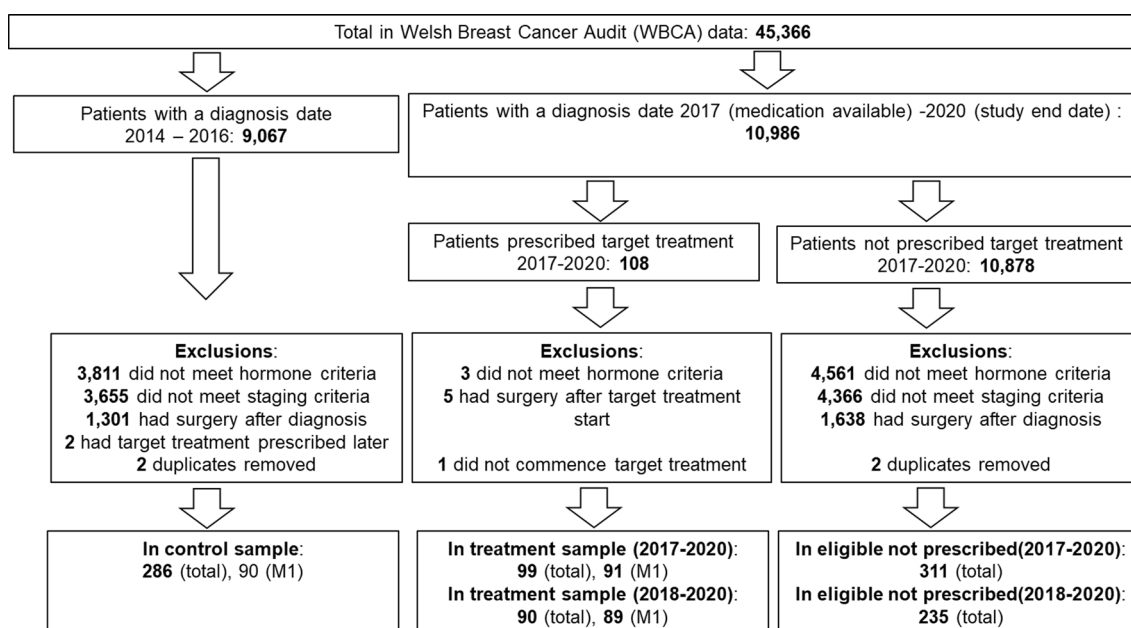 Total in Welsh Breast Cancer Audit (WBCA) data: 45,366
Patients with a diagnosis date
2014 – 2016: 9,067
Patients with a diagnosis date 2017 (medication available) -2020 (study end date) :
10,986
Patients prescribed target treatment
2017-2020: 108
Patients not prescribed target treatment
2017-2020: 10,878
Exclusions:
3,811 did not meet hormone criteria
3,655 did not meet staging criteria
1,301 had surgery after diagnosis
2 had target treatment prescribed later
2 duplicates removed
Exclusions:
3 did not meet hormone criteria
5 had surgery after target treatment
start
1 did not commence target treatment
Exclusions:
4,561 did not meet hormone criteria
4,366 did not meet staging criteria
1,638 had surgery after diagnosis
2 duplicates removed
In control sample:
286 (total), 90 (M1)
In treatment sample (2017-2020):
99 (total), 91 (M1)
In treatment sample (2018-2020):
90 (total), 89 (M1)
In eligible not prescribed(2017-2020):
311 (total)
In eligible not prescribed(2018-2020):
235 (total)